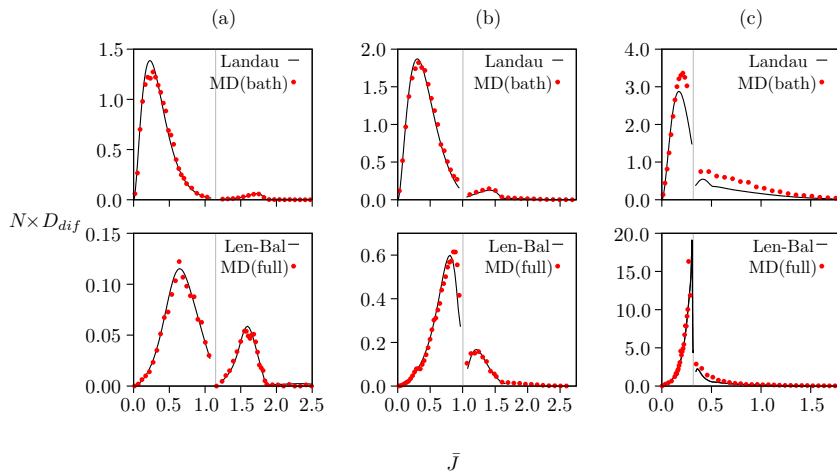 (a) (b) (c)
1.5 2.0 4.0
Landau — Landau — Landau —
MD(bath) MD(bath) MD(bath)
1.0 1.5 3.0
1.0 2.0
0.5 0.5 1.0
0.0 0.0 0.0
N×D_{dif}
0.15 20.0
Len-Bal — Len-Bal — Len-Bal —
MD(full) MD(full) MD(full)
0.6 15.0
0.10
0.4 10.0
0.05 0.2 5.0
0.00 0.0 0.0
0.0 0.5 1.0 1.5 2.0 2.5 0.0 0.5 1.0 1.5 2.0 2.5 0.0 0.5 1.0 1.5
J̄